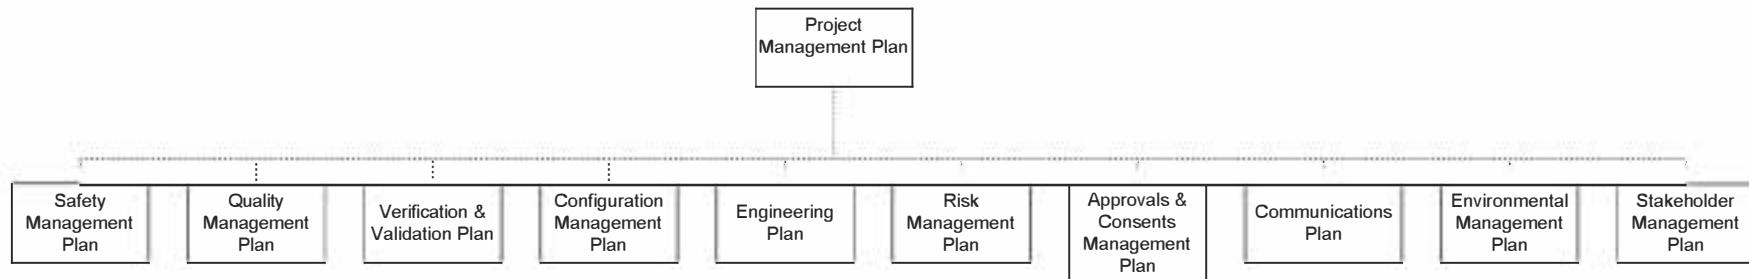 Project
Management Plan
Safety
Management
Plan
Quality
Management
Plan
Verification &
Validation Plan
Configuration
Management
Plan
Engineering
Plan
Risk
Management
Plan
Approvals &
Consents
Management
Plan
Communications
Plan
Environmental
Management
Plan
Stakeholder
Management
Plan